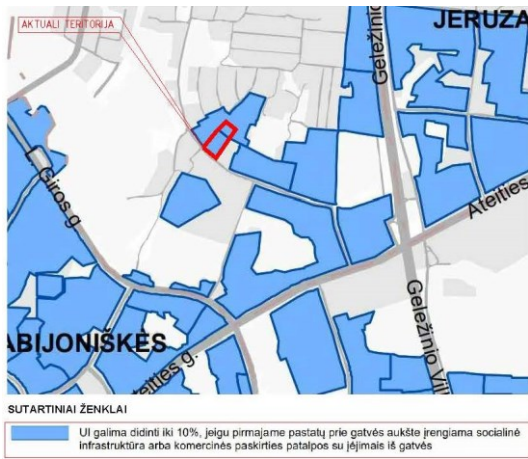 AKTUALI TERITORIJA
JERUZA
Geležinio
L. Giros g
Ateities
ABIJONIŠKĖS
Ateities g.
Geležinio Vil
SUTARTINIAI ŽENKLAI
UI galima didinti iki 10%, jeigu pirmajame pastatų prie gatvės aukšte įrengiama socialinė
infrastruktūra arba komercinės paskirties patalpos su įėjimais iš gatvės